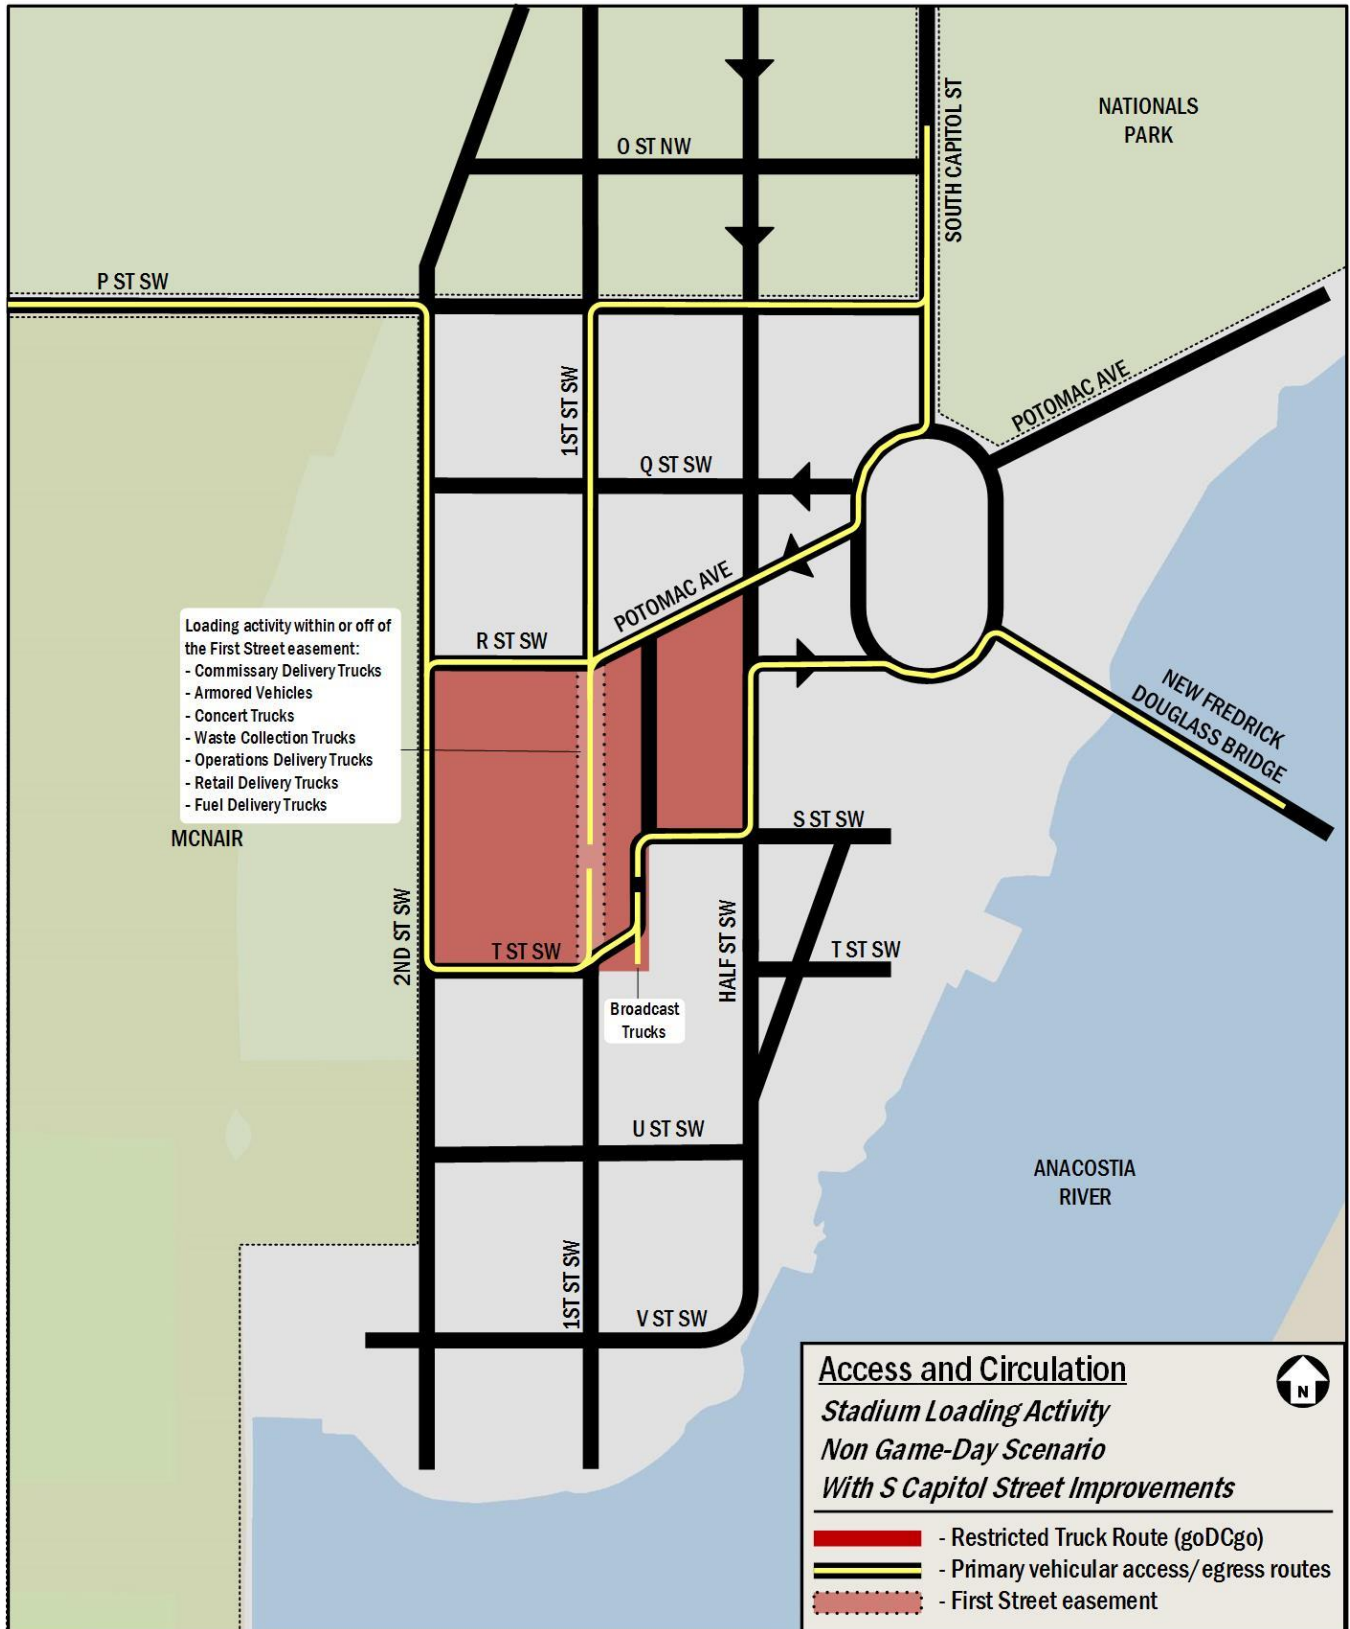 NATIONALS
PARK
SOUTH CAPITOL ST
O ST NW
P ST SW
POTOMAC AVE
1ST ST SW
Q ST SW
POTOMAC AVE
R ST SW
Loading activity within or off of
the First Street easement:
- Commissary Delivery Trucks
- Armored Vehicles
- Concert Trucks
- Waste Collection Trucks
- Operations Delivery Trucks
- Retail Delivery Trucks
- Fuel Delivery Trucks
NEW FREDRICK
DOUGLASS BRIDGE
MCNAIR
S ST SW
2ND ST SW
T ST SW
HALF ST SW
T ST SW
Broadcast
Trucks
U ST SW
ANACOSTIA
RIVER
1ST ST SW
V ST SW
Access and Circulation
Stadium Loading Activity
Non Game-Day Scenario
With S Capitol Street Improvements
N
- Restricted Truck Route (goDCgo)
- Primary vehicular access/egress routes
- First Street easement